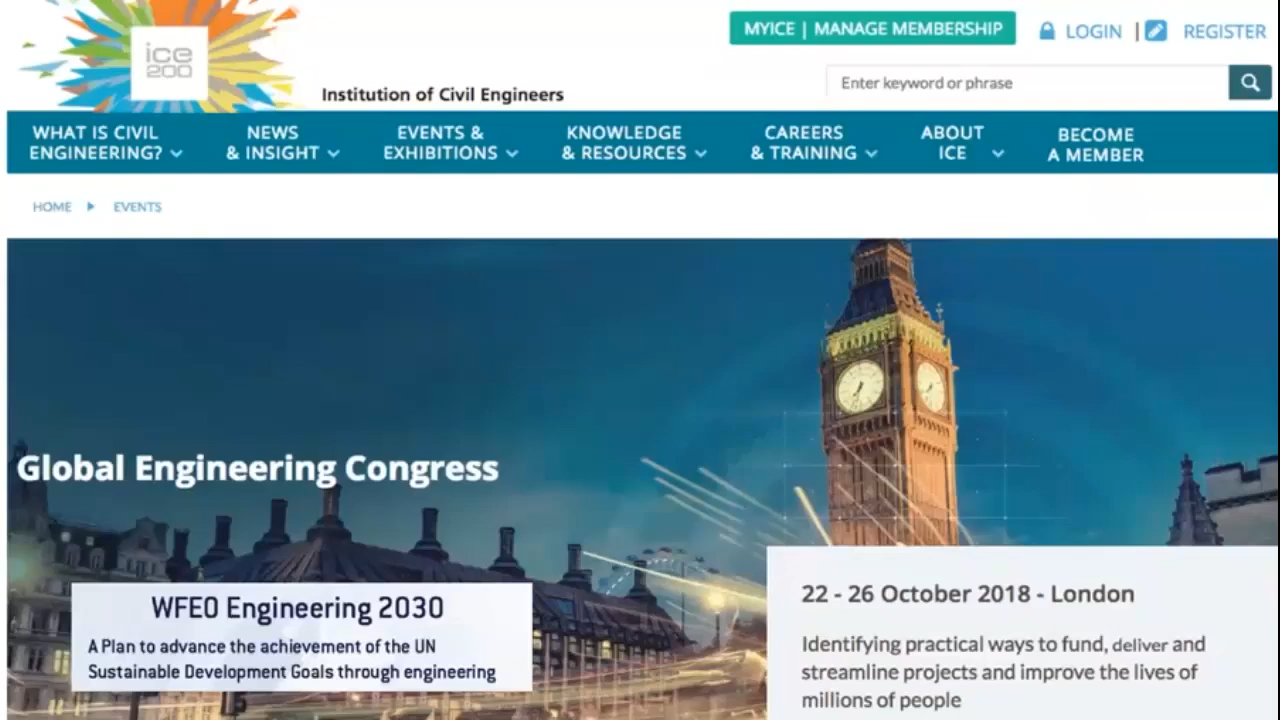 ice
200
Institution of Civil Engineers
MYICE | MANAGE MEMBERSHIP
LOGIN | REGISTER
Enter keyword or phrase
WHAT IS CIVIL
ENGINEERING?
NEWS
& INSIGHT
EVENTS &
EXHIBITIONS
KNOWLEDGE
& RESOURCES
CAREERS
& TRAINING
ABOUT
ICE
BECOME
A MEMBER
HOME
EVENTS
Global Engineering Congress
WFEO Engineering 2030
A Plan to advance the achievement of the UN
Sustainable Development Goals through engineering
22 - 26 October 2018 - London
Identifying practical ways to fund, deliver and
streamline projects and improve the lives of
millions of people